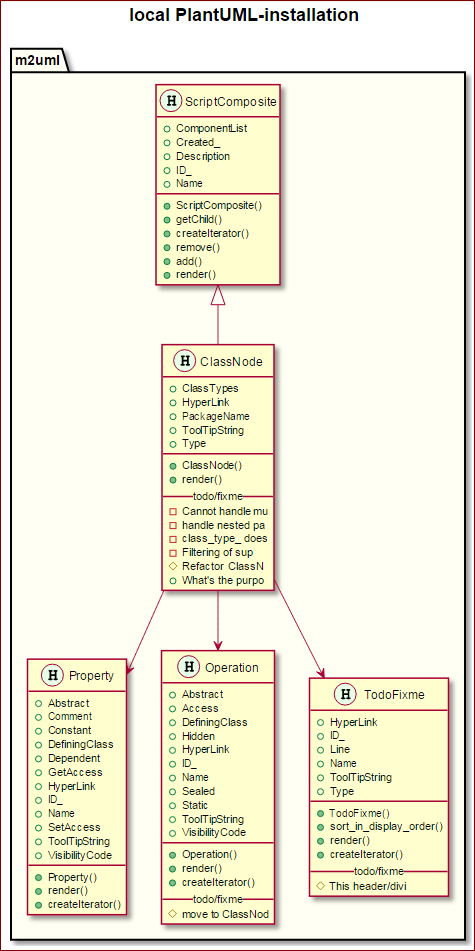 local PlantUML-installation
m2uml
H ScriptComposite
ComponentList
Created_
Description
ID_
Name
ScriptComposite()
getChild()
createIterator()
remove()
add()
render()
H ClassNode
ClassTypes
HyperLink
PackageName
ToolTipString
Type
ClassNode()
render()
todo/fixme
Cannot handle mu
handle nested pa
class_type_ does
Filtering of sup
Refactor ClassN
What's the purpo
H Property
Abstract
Comment
Constant
DefiningClass
Dependent
GetAccess
HyperLink
ID_
Name
SetAccess
ToolTipString
VisibilityCode
Property()
render()
createIterator()
H Operation
Abstract
Access
DefiningClass
Hidden
HyperLink
ID_
Name
Sealed
Static
ToolTipString
VisibilityCode
Operation()
render()
createIterator()
todo/fixme
move to ClassNod
H TodoFixme
HyperLink
ID_
Line
Name
ToolTipString
Type
TodoFixme()
sort_in_display_order()
render()
createIterator()
todo/fixme
This header/divi